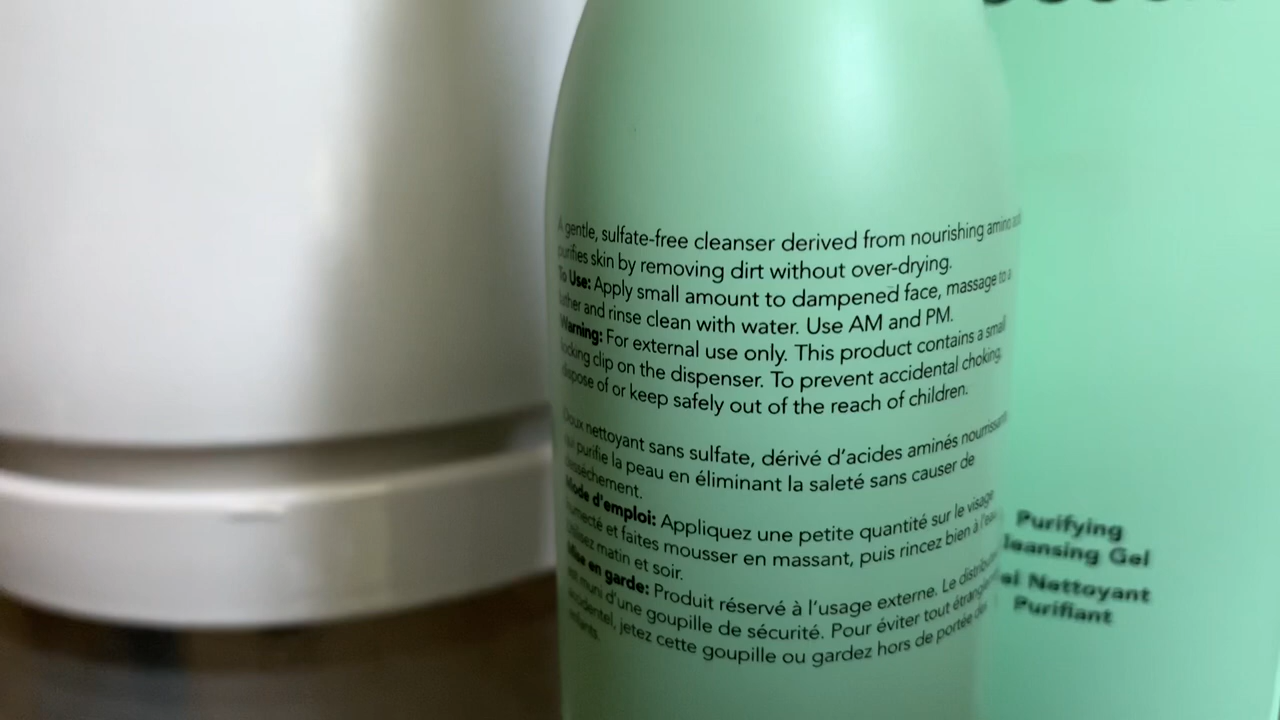 A gentle, sulfate-free cleanser derived from nourishing amino
purifies skin by removing dirt without over-drying.
To Use: Apply small amount to dampened face, massage to a
lather and rinse clean with water. Use AM and PM.
Warning: For external use only. This product contains a small
locking clip on the dispenser. To prevent accidental choking,
dispose of or keep safely out of the reach of children.
Doux nettoyant sans sulfate, dérivé d'acides aminés nourrissants
qui purifie la peau en éliminant la saleté sans causer de
dessèchement.
Mode d'emploi: Appliquez une petite quantité sur le visage
humecté et faites mousser en massant, puis rincez bien à l'eau.
Utilisez matin et soir.
Mise en garde: Produit réservé à l'usage externe. Le distribu
est muni d'une goupille de sécurité. Pour éviter tout étranglement
accidentel, jetez cette goupille ou gardez hors de portée des
enfants.
Purifying
leansing Gel
el Nettoyant
Purifiant